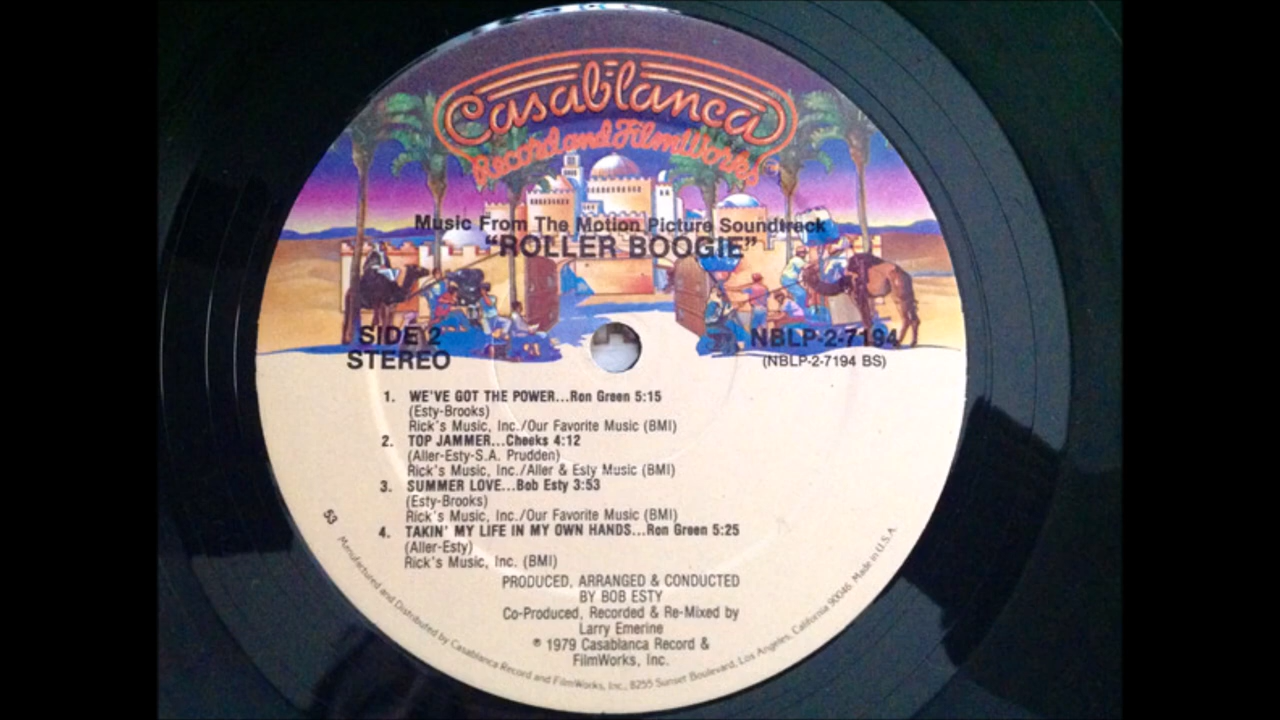 Casablanca
Record and FilmWorks
Music From The Motion Picture Soundtrack
“ROLLER BOOGIE”
SIDE 2
STEREO
NBLP-2-7194
(NBLP-2-7194 BS)
1. WE'VE GOT THE POWER...Ron Green 5:15
(Esty-Brooks)
Rick's Music, Inc./Our Favorite Music (BMI)
2. TOP JAMMER...Cheeks 4:12
(Aller-Esty-S.A. Prudden)
Rick's Music, Inc./Aller & Esty Music (BMI)
3. SUMMER LOVE...Bob Esty 3:53
(Esty-Brooks)
Rick's Music, Inc./Our Favorite Music (BMI)
4. TAKIN' MY LIFE IN MY OWN HANDS...Ron Green 5:25
(Aller-Esty)
Rick's Music, Inc. (BMI)
PRODUCED, ARRANGED & CONDUCTED
BY BOB ESTY
Co-Produced, Recorded & Re-Mixed by
Larry Emerine
℗ 1979 Casablanca Record &
FilmWorks, Inc.
53
Manufactured and Distributed by Casablanca Record and FilmWorks, Inc., 8255 Sunset Boulevard, Los Angeles, California 90046 Made in U.S.A.